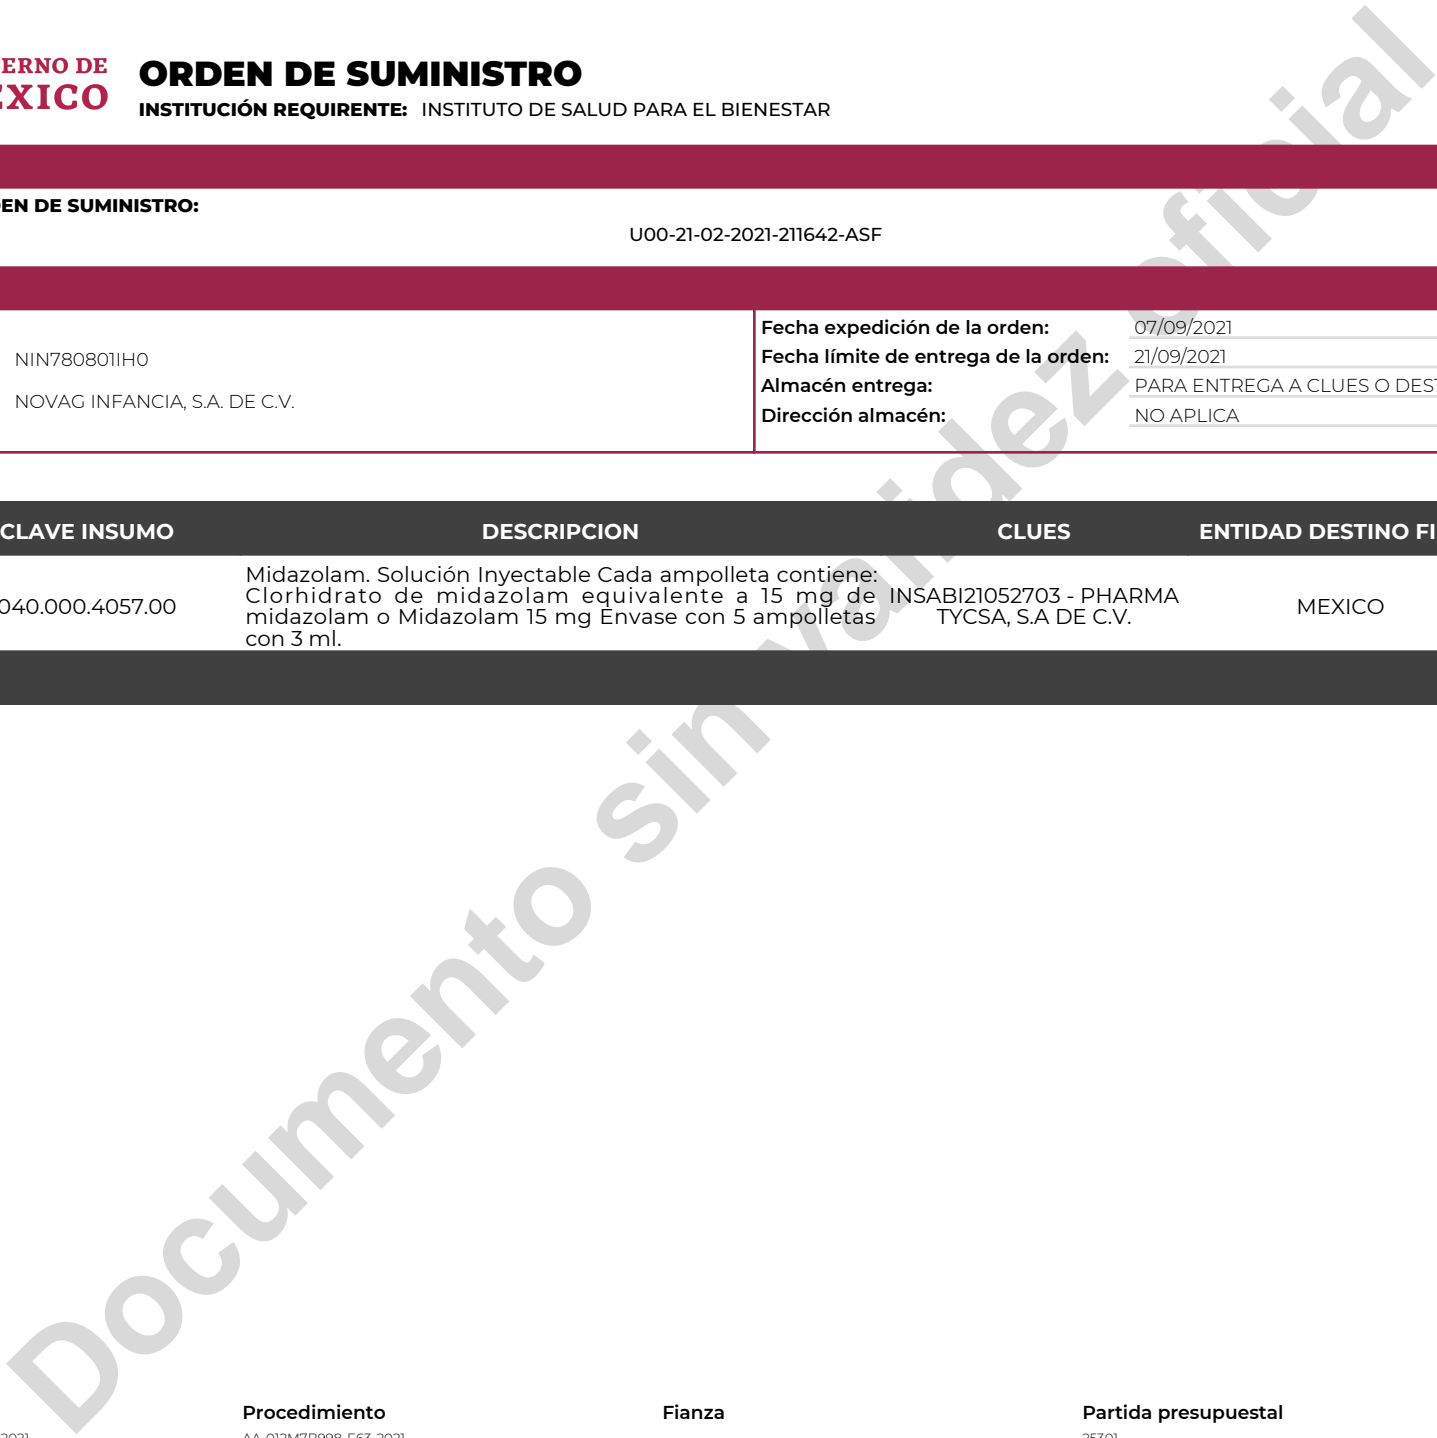 ERNO DE
EXICO
ORDEN DE SUMINISTRO
INSTITUCIÓN REQUIRENTE: INSTITUTO DE SALUD PARA EL BIENESTAR
EN DE SUMINISTRO:
U00-21-02-2021-211642-ASF
NIN780801IH0
NOVAG INFANCIA, S.A. DE C.V.
Fecha expedición de la orden: 07/09/2021
Fecha límite de entrega de la orden: 21/09/2021
Almacén entrega: PARA ENTREGA A CLUES O DEST
Dirección almacén: NO APLICA
CLAVE INSUMO DESCRIPCION CLUES ENTIDAD DESTINO FI
040.000.4057.00
Midazolam. Solución Inyectable Cada ampolleta contiene:
Clorhidrato de midazolam equivalente a 15 mg de
midazolam o Midazolam 15 mg Envase con 5 ampolletas
con 3 ml.
INSABI21052703 - PHARMA
TYCSA, S.A DE C.V.
MEXICO
Documento sin validez oficial
Procedimiento Fianza Partida presupuestal